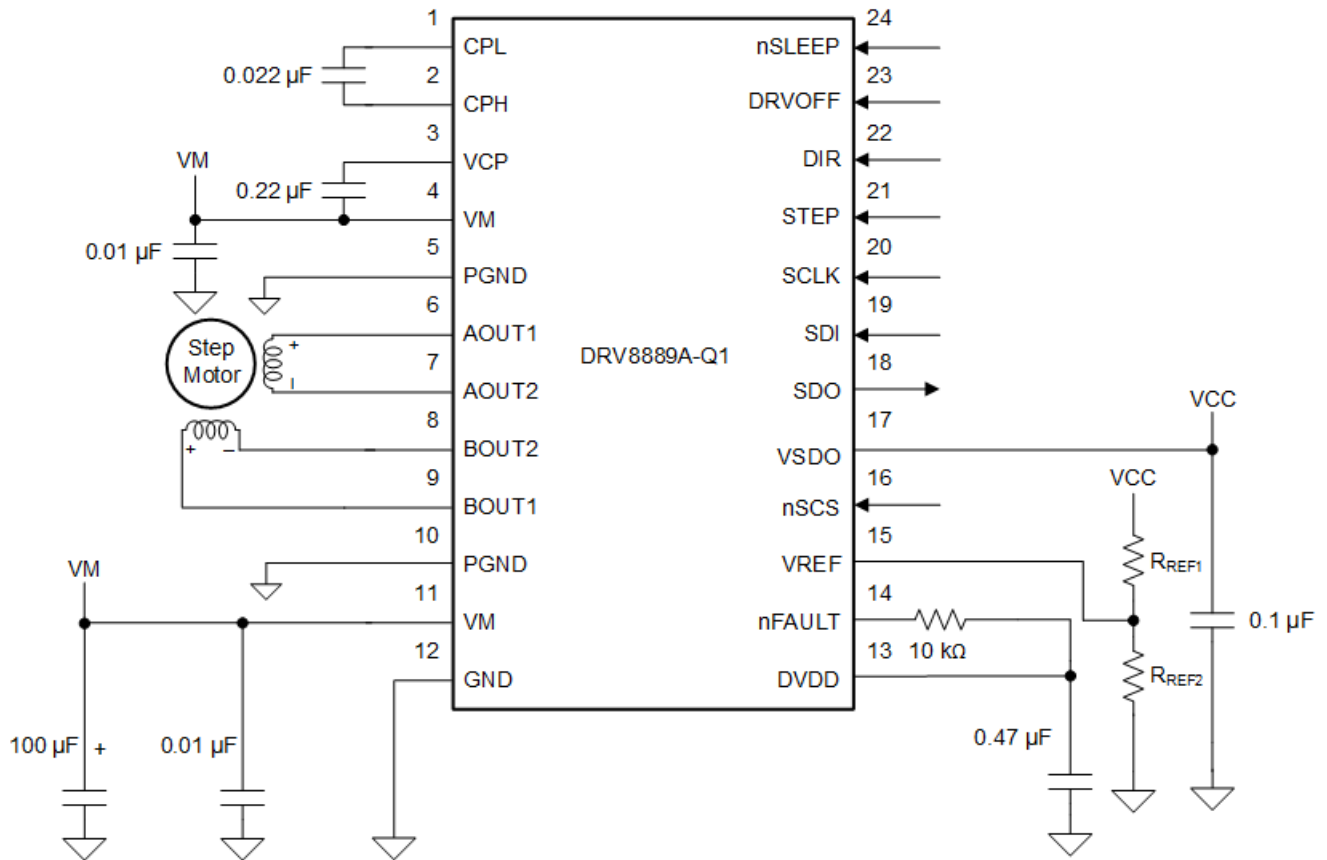 1
CPL
0.022 µF
2
CPH
3
VCP
VM
0.22 µF
4
VM
0.01 µF
5
PGND
6
AOUT1
+
Step
Motor
7
–
AOUT2
8
BOUT2
+ –
9
BOUT1
10
PGND
VM
11
VM
12
GND
100 µF +
0.01 µF
DRV8889A-Q1
24
nSLEEP
23
DRVOFF
22
DIR
21
STEP
20
SCLK
19
SDI
18
SDO
17
VCC
VSDO
16
VCC
nSCS
15
VREF
RREF1
14
nFAULT
10 kΩ
0.1 µF
13
DVDD
RREF2
0.47 µF